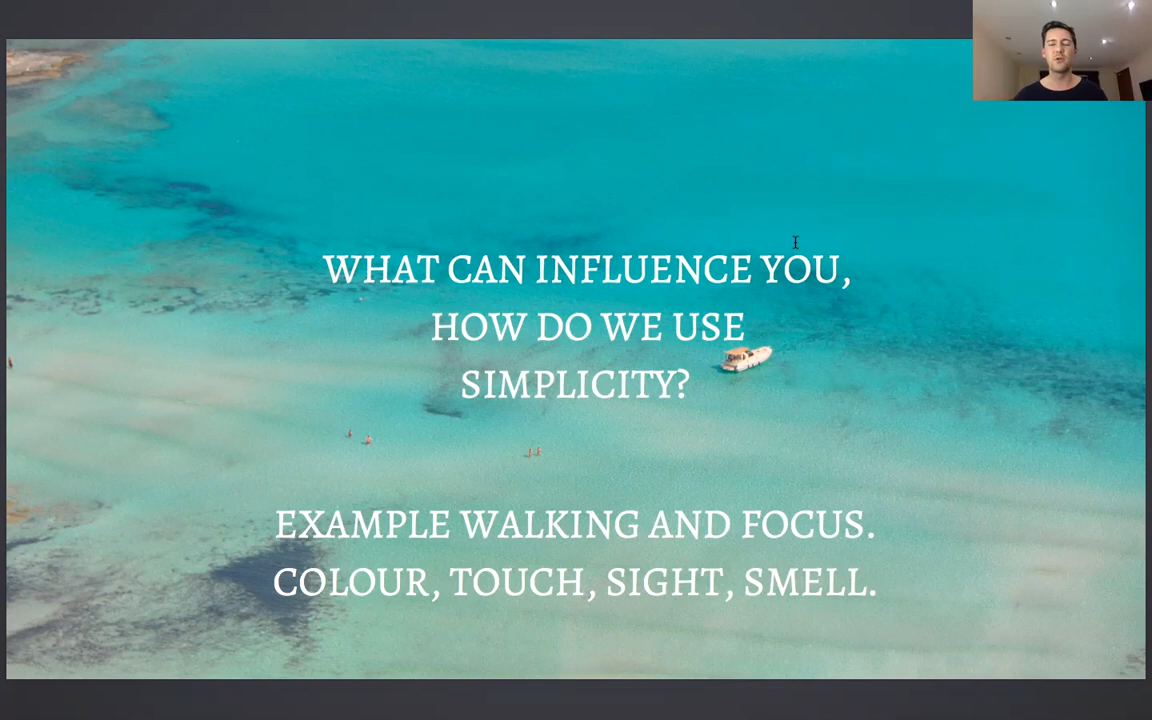 WHAT CAN INFLUENCE YOU,
HOW DO WE USE
SIMPLICITY?
EXAMPLE WALKING AND FOCUS.
COLOUR, TOUCH, SIGHT, SMELL.